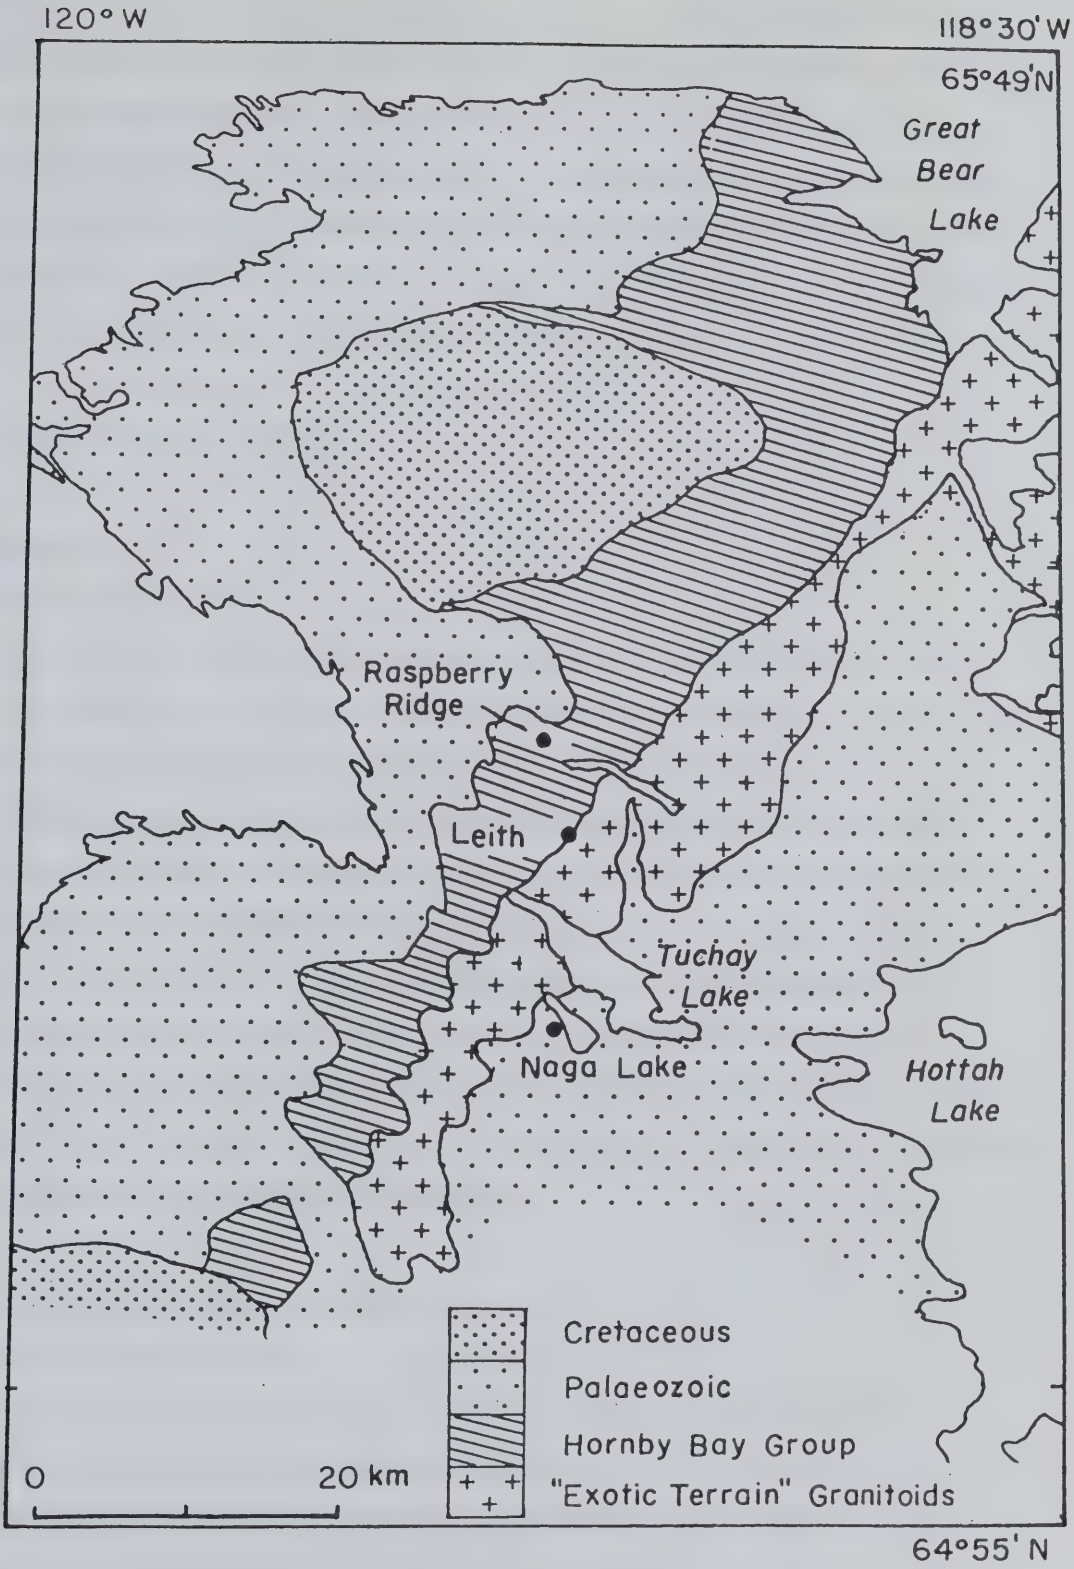 120° W
118°30' W
65°49'N
Great
Bear
Lake
Raspberry
Ridge
Leith
Tuchay
Lake
Naga Lake
Hottah
Lake
Cretaceous
Palaeozoic
Hornby Bay Group
"Exotic Terrain" Granitoids
0 20 km
64°55' N